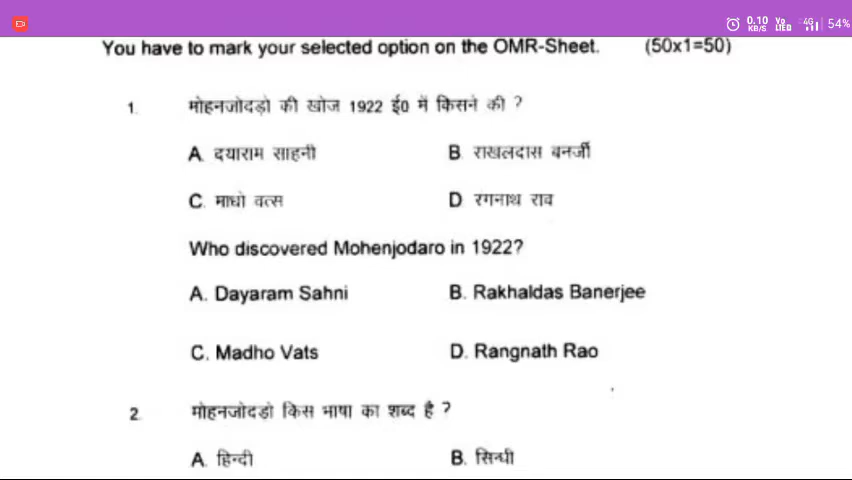 0.10 KB/S Vo LTED 4G 54%
You have to mark your selected option on the OMR-Sheet. (50x1=50)
1. मोहनजोदड़ो की खोज 1922 ई0 में किसने की ?
A. दयाराम साहनी B. राखलदास बनर्जी
C. माधो वत्स D रंगनाथ राव
Who discovered Mohenjodaro in 1922?
A. Dayaram Sahni B. Rakhaldas Banerjee
C. Madho Vats D. Rangnath Rao
2. मोहनजोदड़ो किस भाषा का शब्द है ?
A. हिन्दी B. सिन्धी